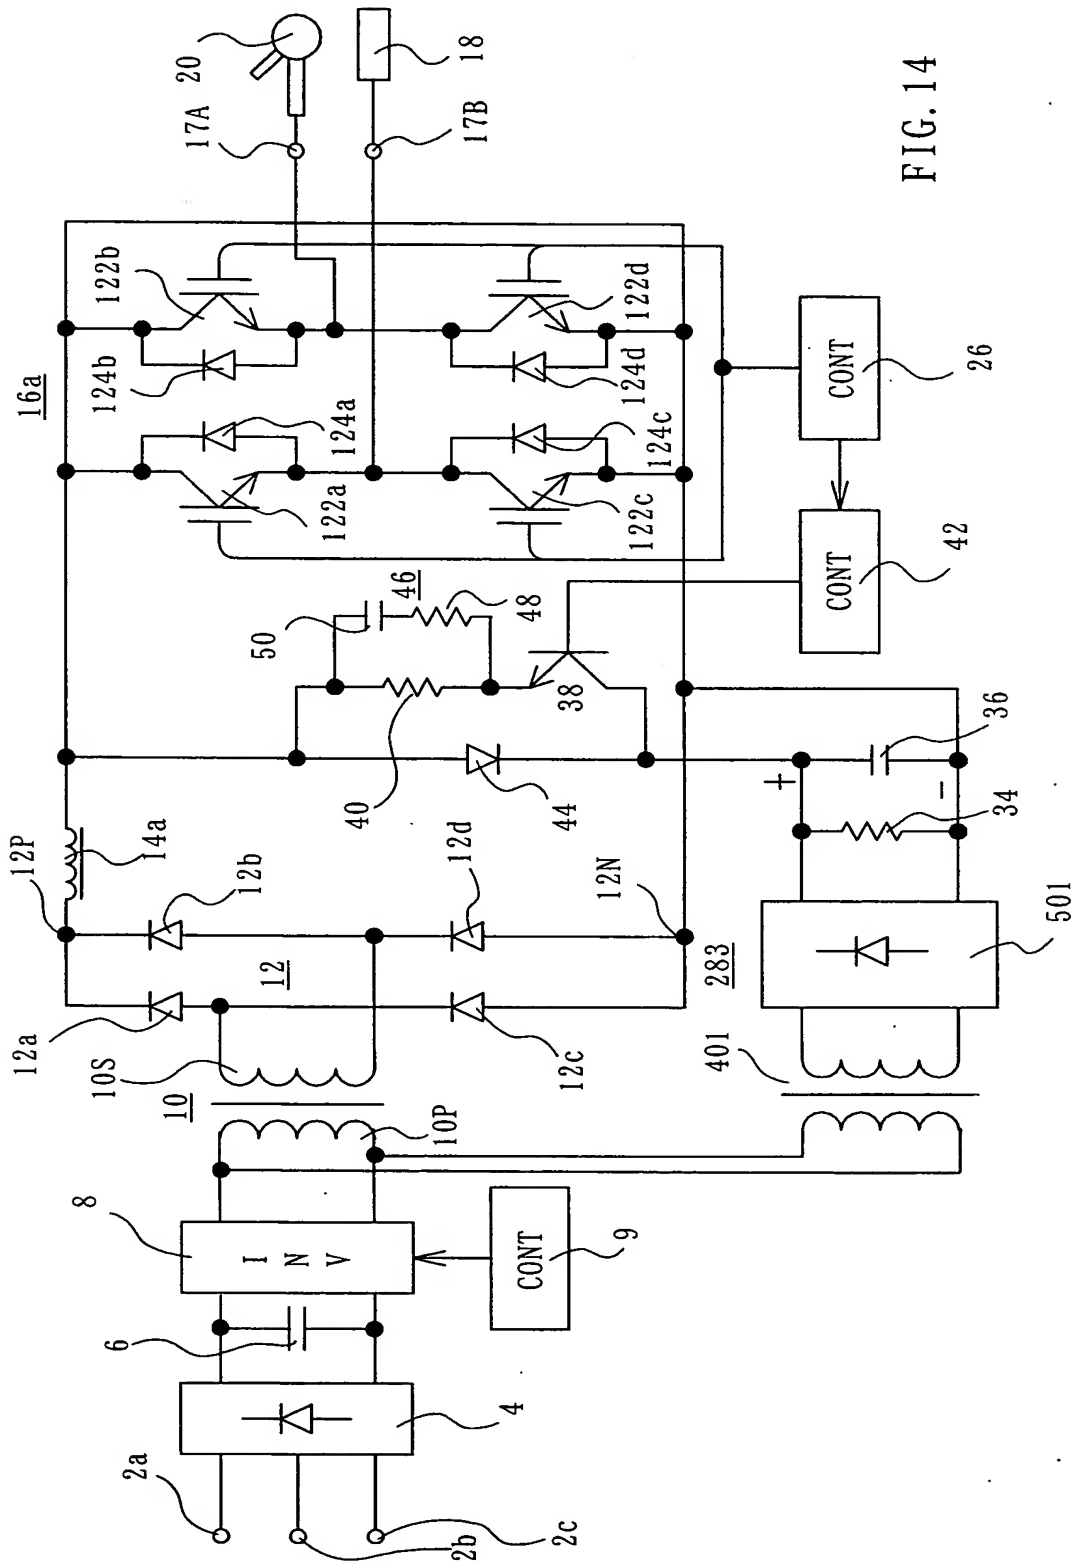 2a
2b
2c
4
6
8
I N V
CONT
9
10
10P
10S
12
12a
12b
12c
12d
12P
12N
14a
401
283
501
34
36
+
-
40
44
38
46
48
50
CONT
42
CONT
26
16a
122a
124a
122b
124b
122c
124c
122d
124d
17A
17B
18
20
FIG. 14